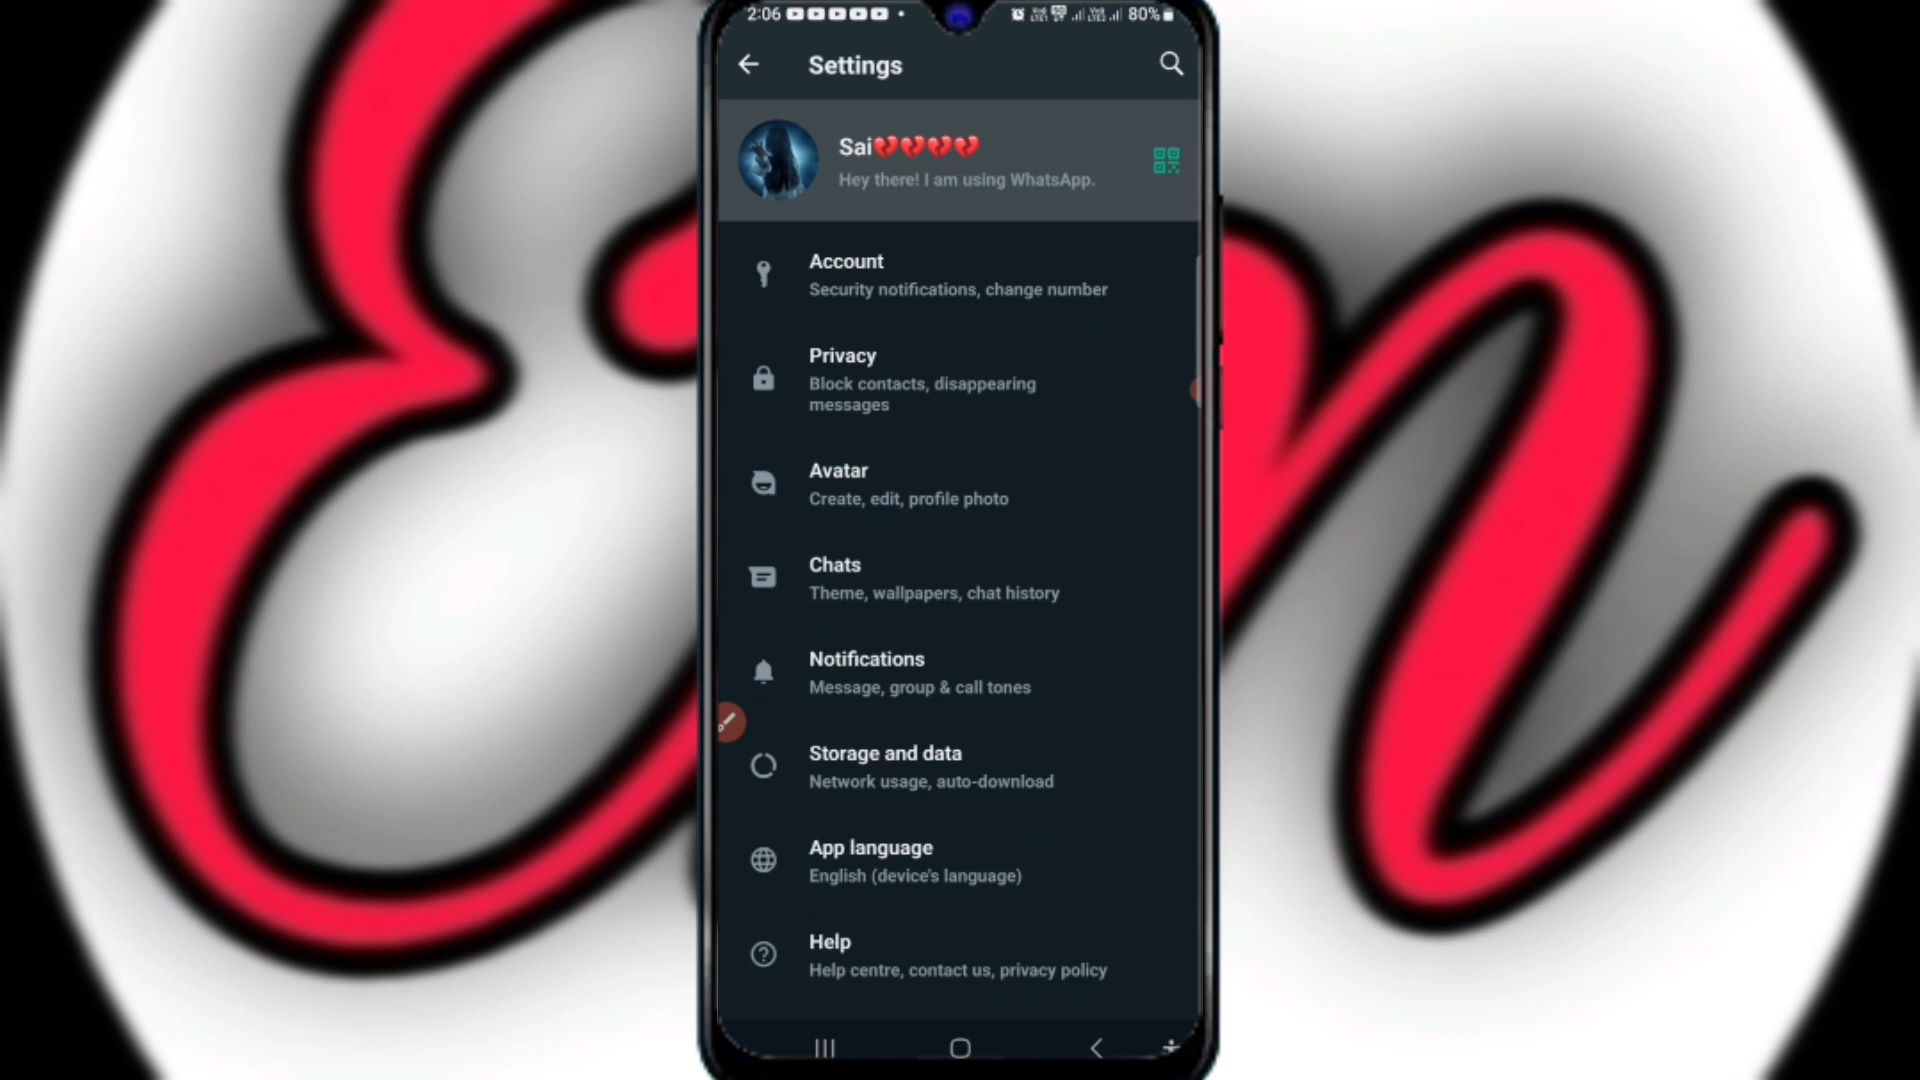 2:06 80%
Settings
Sai💔💔💔💔
Hey there! I am using WhatsApp.
Account
Security notifications, change number
Privacy
Block contacts, disappearing
messages
Avatar
Create, edit, profile photo
Chats
Theme, wallpapers, chat history
Notifications
Message, group & call tones
Storage and data
Network usage, auto-download
App language
English (device's language)
Help
Help centre, contact us, privacy policy